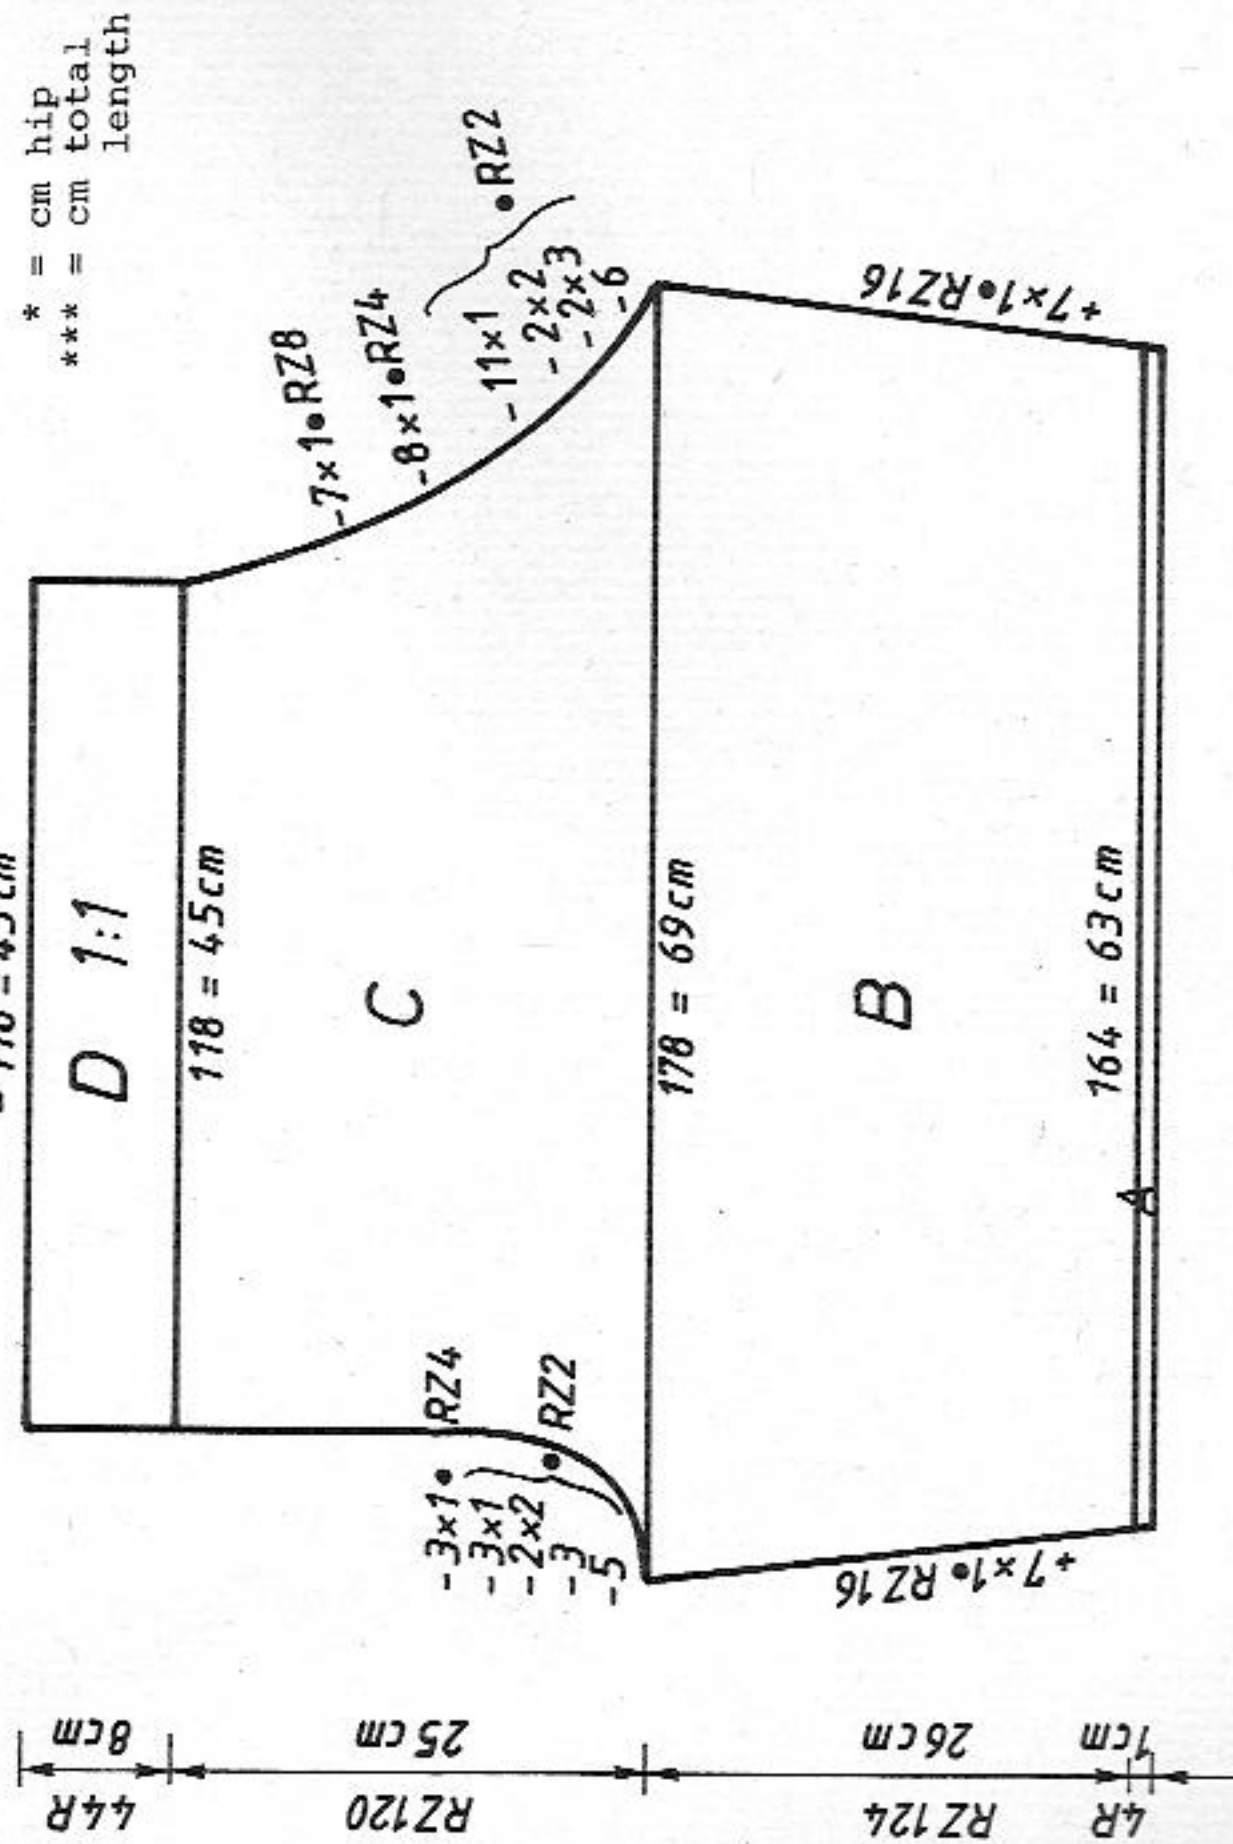 * = cm hip
*** = cm total
length
D 1:1
118 = 45cm
C
178 = 69cm
B
164 = 63cm
A
-7×1•RZ8
-8×1•RZ4
-11×1
-2×2
-2×3
-6
•RZ2
-3×1•RZ4
-3×1
-2×2
-3
-5
•RZ2
+7×1•RZ16
+7×1•RZ16
44R
8cm
RZ120
25cm
RZ124
26cm
4R
1cm